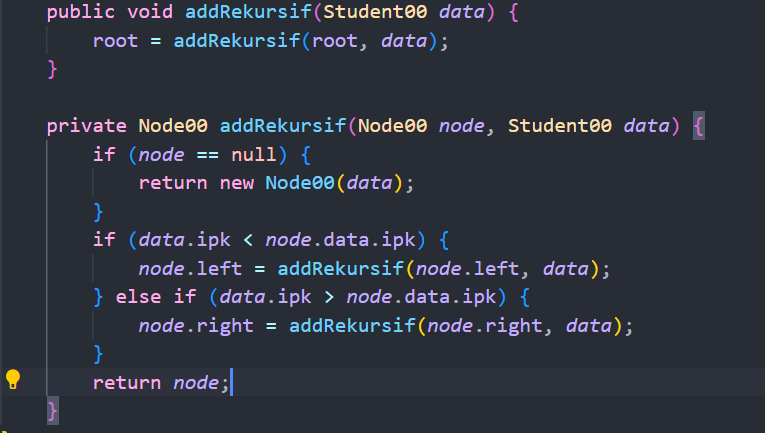 public void addRekursif(Student00 data) {
root = addRekursif(root, data);
}
private Node00 addRekursif(Node00 node, Student00 data) {
if (node == null) {
return new Node00(data);
}
if (data.ipk < node.data.ipk) {
node.left = addRekursif(node.left, data);
} else if (data.ipk > node.data.ipk) {
node.right = addRekursif(node.right, data);
}
return node;
}